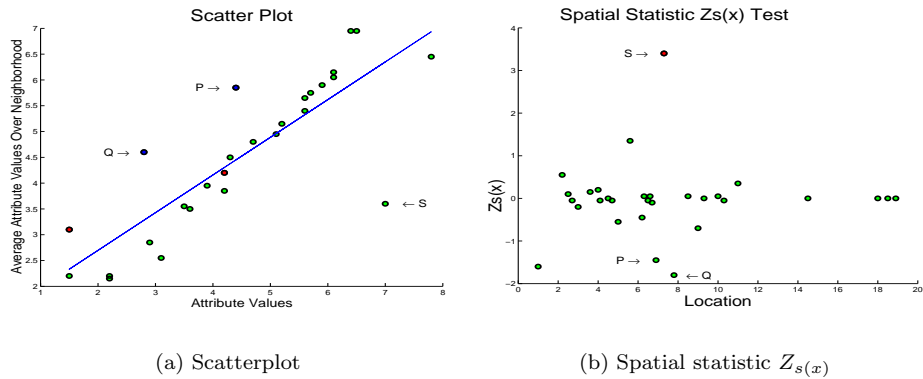 Scatter Plot
Average Attribute Values Over Neighborhood
7
6.5
6
5.5
5
4.5
4
3.5
3
2.5
2
P →
Q →
← S
1 2 3 4 5 6 7 8
Attribute Values
(a) Scatterplot
Spatial Statistic Zs(x) Test
Zs(x)
4
3
2
1
0
−1
−2
S →
P →
← Q
0 2 4 6 8 10 12 14 16 18 20
Location
(b) Spatial statistic Zs(x)